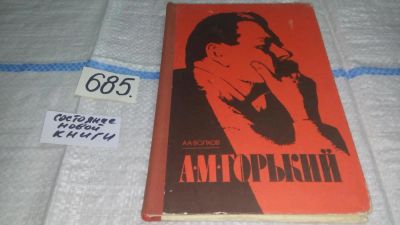 685.
состояние
новой
книги
А.А.ВОЛКОВ
А·М·ГОРЬКИЙ